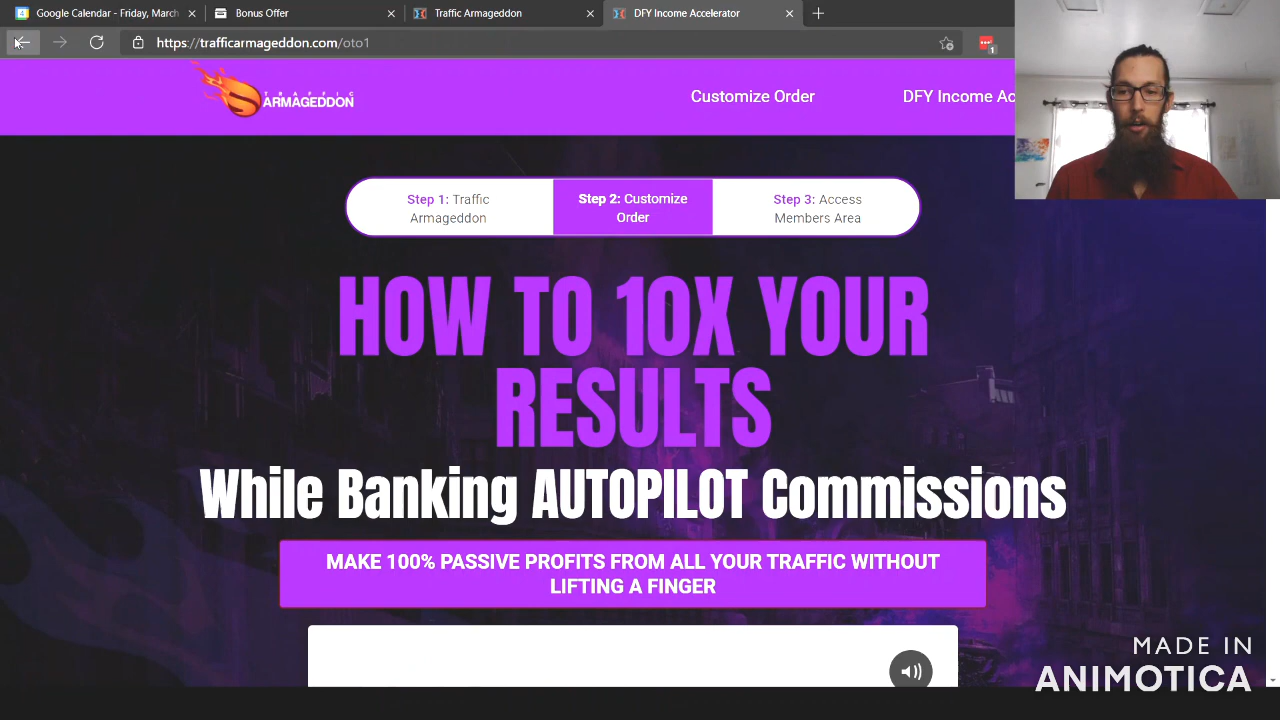 Google Calendar - Friday, March
Bonus Offer
Traffic Armageddon
DFY Income Accelerator
https://trafficarmageddon.com/oto1
1
TRAFFIC
ARMAGEDDON
Customize Order
DFY Income Ac
Step 1: Traffic
Armageddon
Step 2: Customize
Order
Step 3: Access
Members Area
HOW TO 10X YOUR
RESULTS
While Banking AUTOPILOT Commissions
MAKE 100% PASSIVE PROFITS FROM ALL YOUR TRAFFIC WITHOUT
LIFTING A FINGER
MADE IN
ANIMOTICA